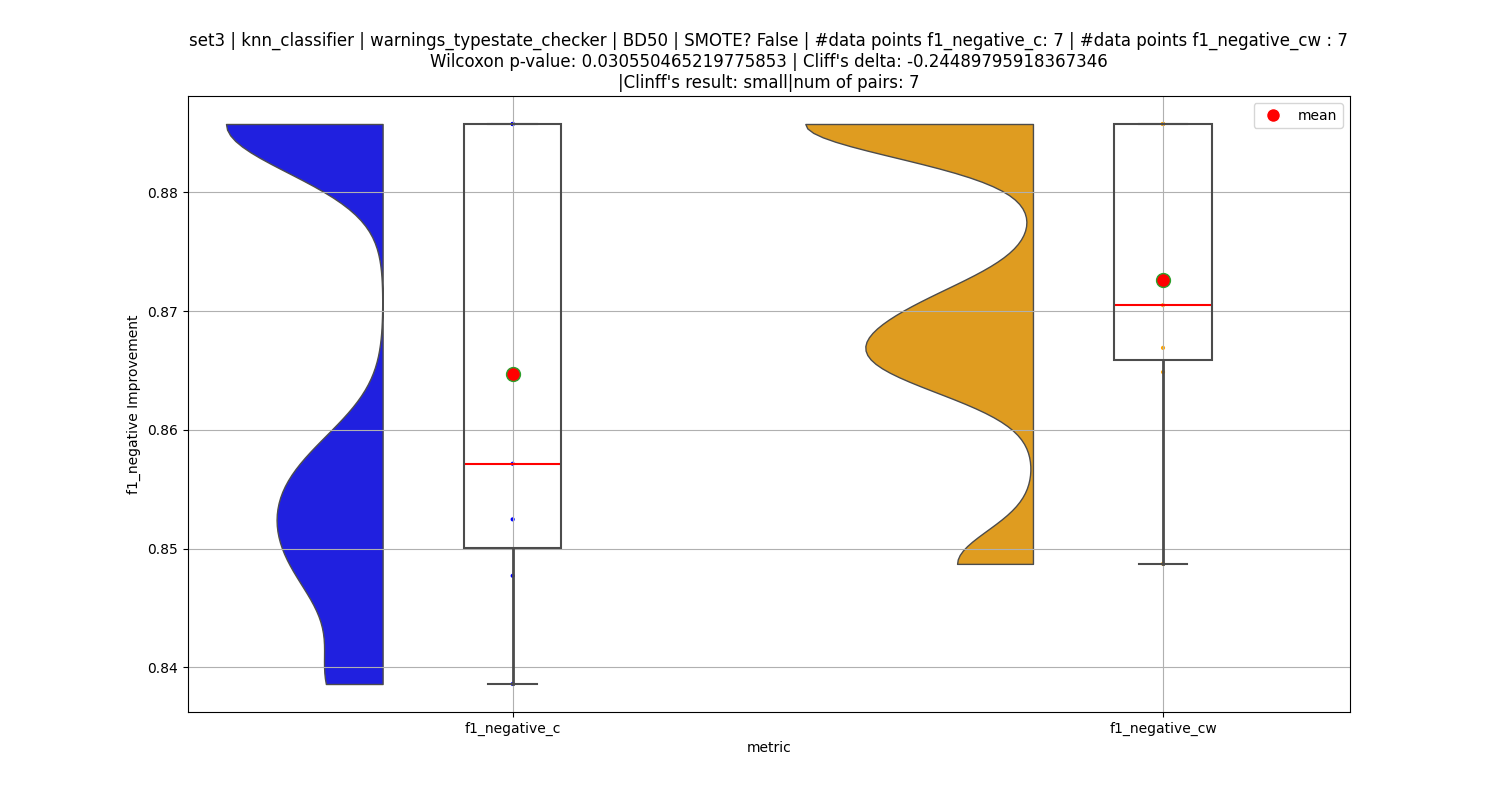 set3 | knn_classifier | warnings_typestate_checker | BD50 | SMOTE? False | #data points f1_negative_c: 7 | #data points f1_negative_cw : 7
Wilcoxon p-value: 0.030550465219775853 | Cliff's delta: -0.24489795918367346
|Clinff's result: small|num of pairs: 7
mean
0.88
0.87
0.86
0.85
0.84
f1_negative Improvement
f1_negative_c
f1_negative_cw
metric